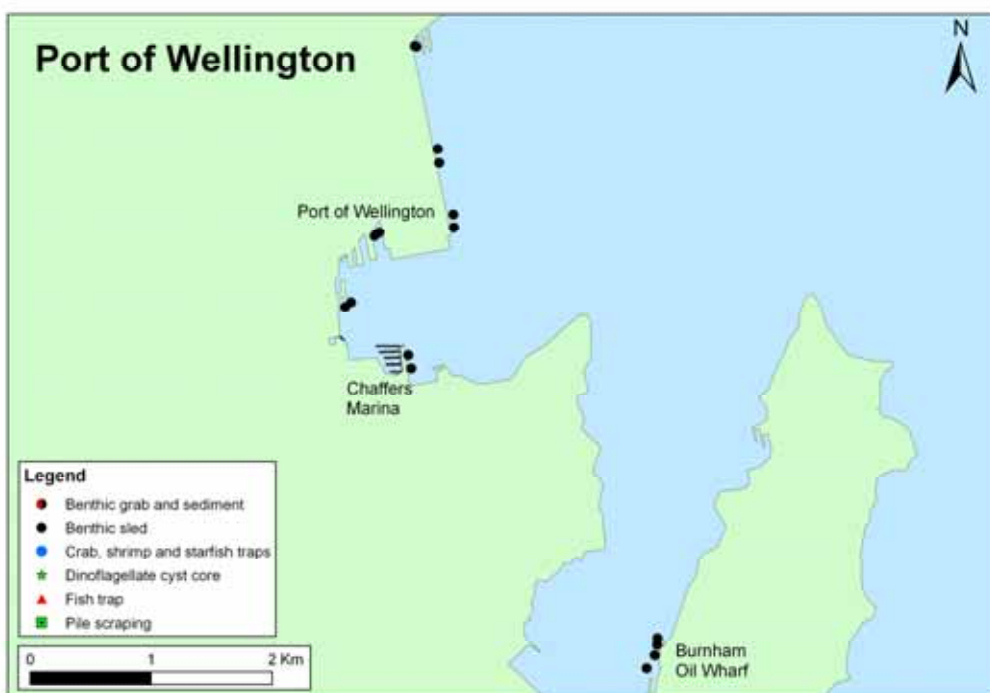 Port of Wellington
N
Port of Wellington
Chaffers
Marina
Legend
Benthic grab and sediment
Benthic sled
Crab, shrimp and starfish traps
Dinoflagellate cyst core
Fish trap
Pile scraping
0 1 2 Km
Burnham
Oil Wharf